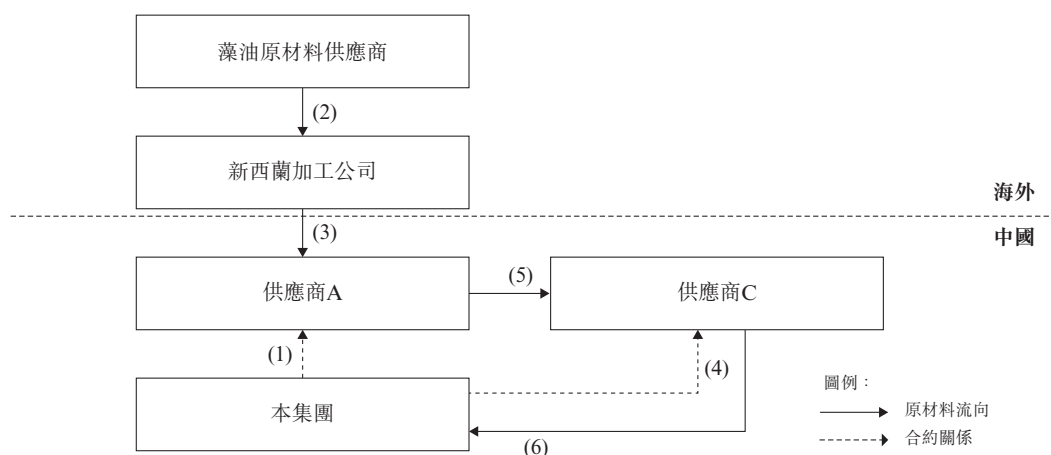 藻油原材料供應商
(2)
新西蘭加工公司
海外
(3)
中國
供應商A
(5)
供應商C
(1)
(4)
本集團
(6)
圖例：
原材料流向
合約關係